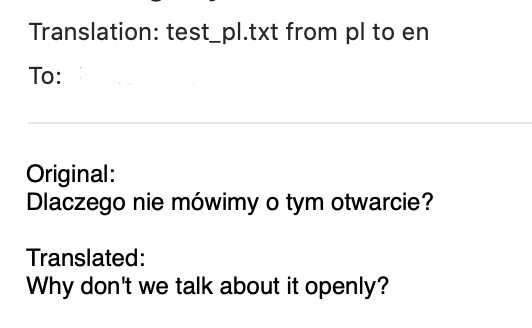 Translation: test_pl.txt from pl to en
To:
Original:
Dlaczego nie mówimy o tym otwarcie?
Translated:
Why don't we talk about it openly?